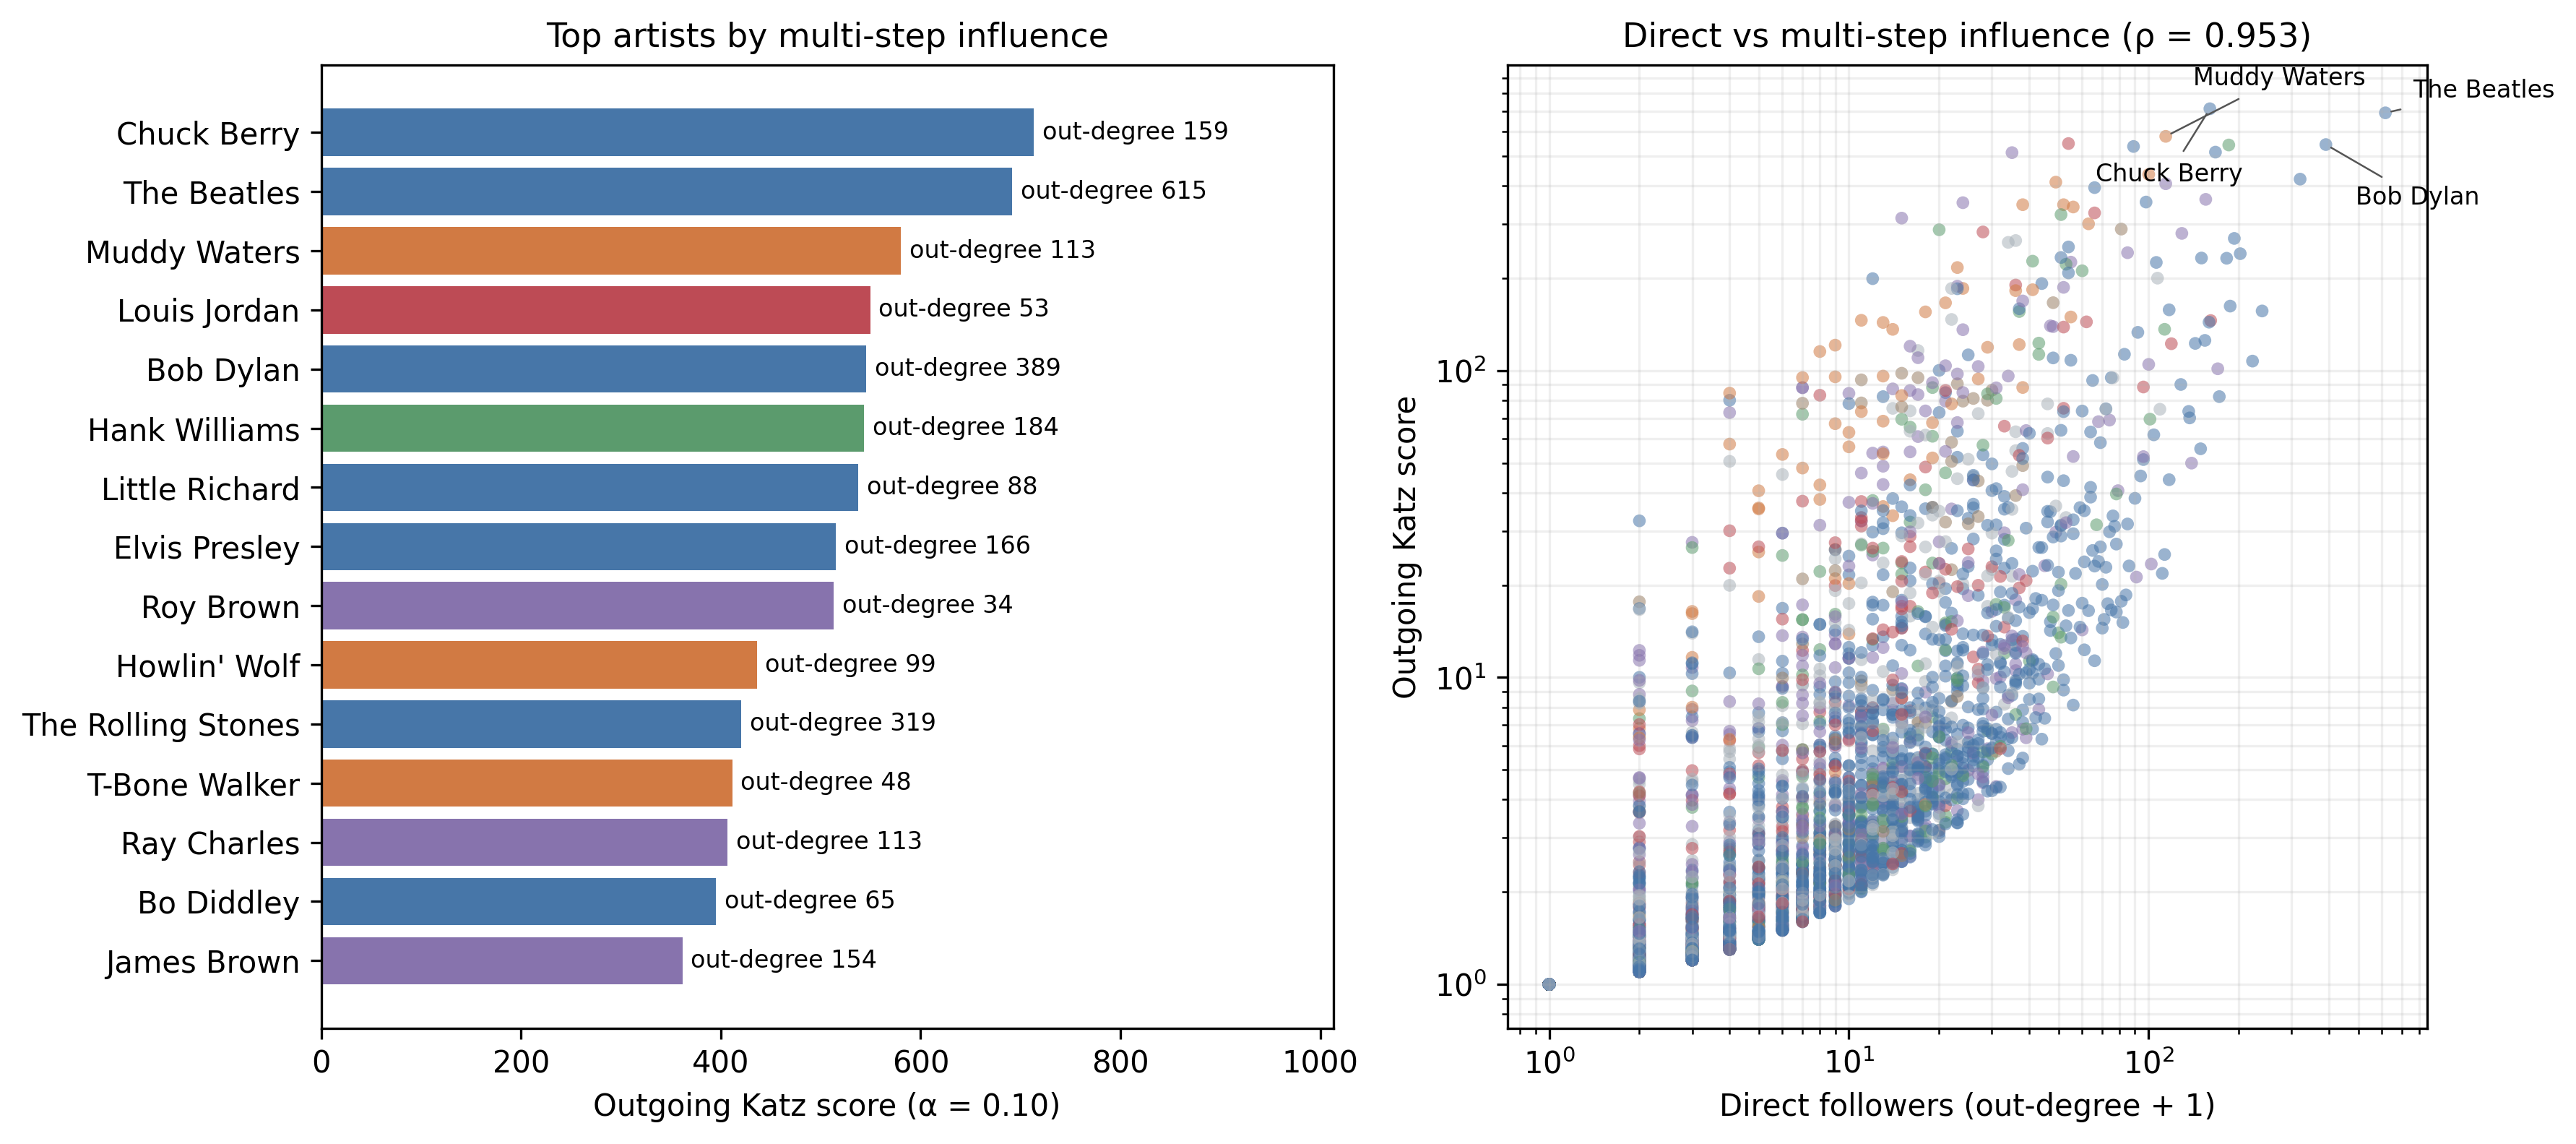 Top artists by multi-step influence
Chuck Berry
out-degree 159
The Beatles
out-degree 615
Muddy Waters
out-degree 113
Louis Jordan
out-degree 53
Bob Dylan
out-degree 389
Hank Williams
out-degree 184
Little Richard
out-degree 88
Elvis Presley
out-degree 166
Roy Brown
out-degree 34
Howlin' Wolf
out-degree 99
The Rolling Stones
out-degree 319
T-Bone Walker
out-degree 48
Ray Charles
out-degree 113
Bo Diddley
out-degree 65
James Brown
out-degree 154
0 200 400 600 800 1000
Outgoing Katz score (α = 0.10)
Direct vs multi-step influence (ρ = 0.953)
Muddy Waters
The Beatles
Chuck Berry
Bob Dylan
Outgoing Katz score
10²
10¹
10⁰
10⁰ 10¹ 10²
Direct followers (out-degree + 1)